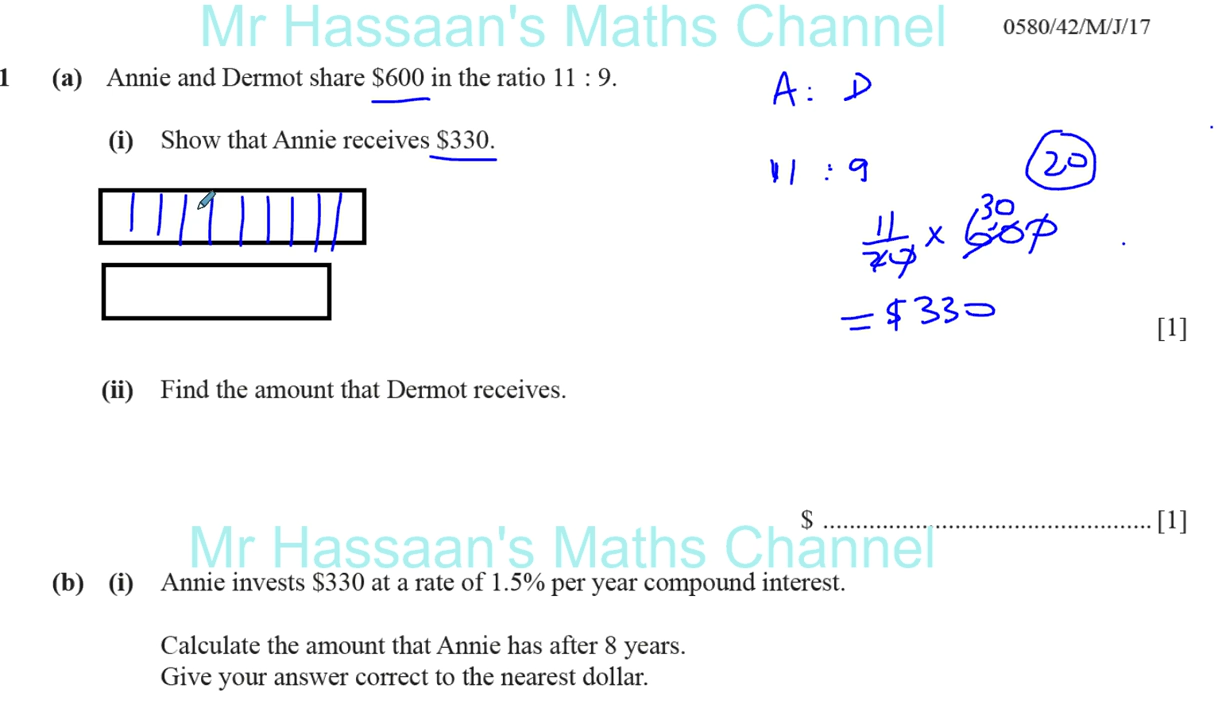 Mr Hassaan's Maths Channel
0580/42/M/J/17
1 (a) Annie and Dermot share $600 in the ratio 11 : 9.
A : D
(i) Show that Annie receives $330.
11 : 9
20
30
11/20 × 600
= $330
[1]
(ii) Find the amount that Dermot receives.
$ .................................................. [1]
Mr Hassaan's Maths Channel
(b) (i) Annie invests $330 at a rate of 1.5% per year compound interest.
Calculate the amount that Annie has after 8 years.
Give your answer correct to the nearest dollar.